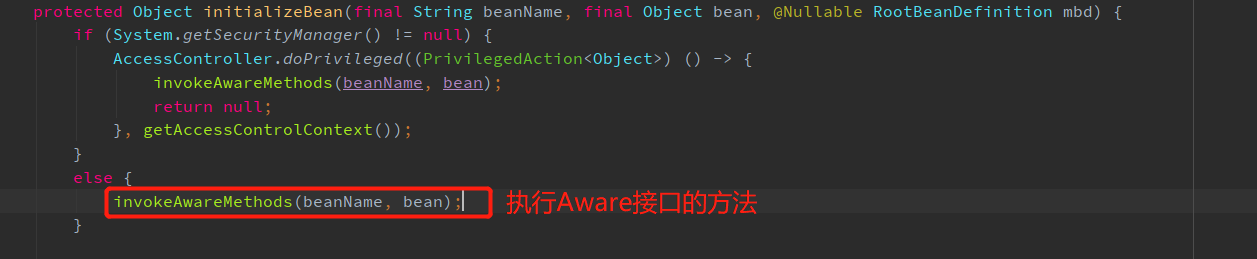 protected Object initializeBean(final String beanName, final Object bean, @Nullable RootBeanDefinition mbd) {
if (System.getSecurityManager() != null) {
AccessController.doPrivileged((PrivilegedAction<Object>) () -> {
invokeAwareMethods(beanName, bean);
return null;
}, getAccessControlContext());
}
else {
invokeAwareMethods(beanName, bean); 执行Aware接口的方法
}